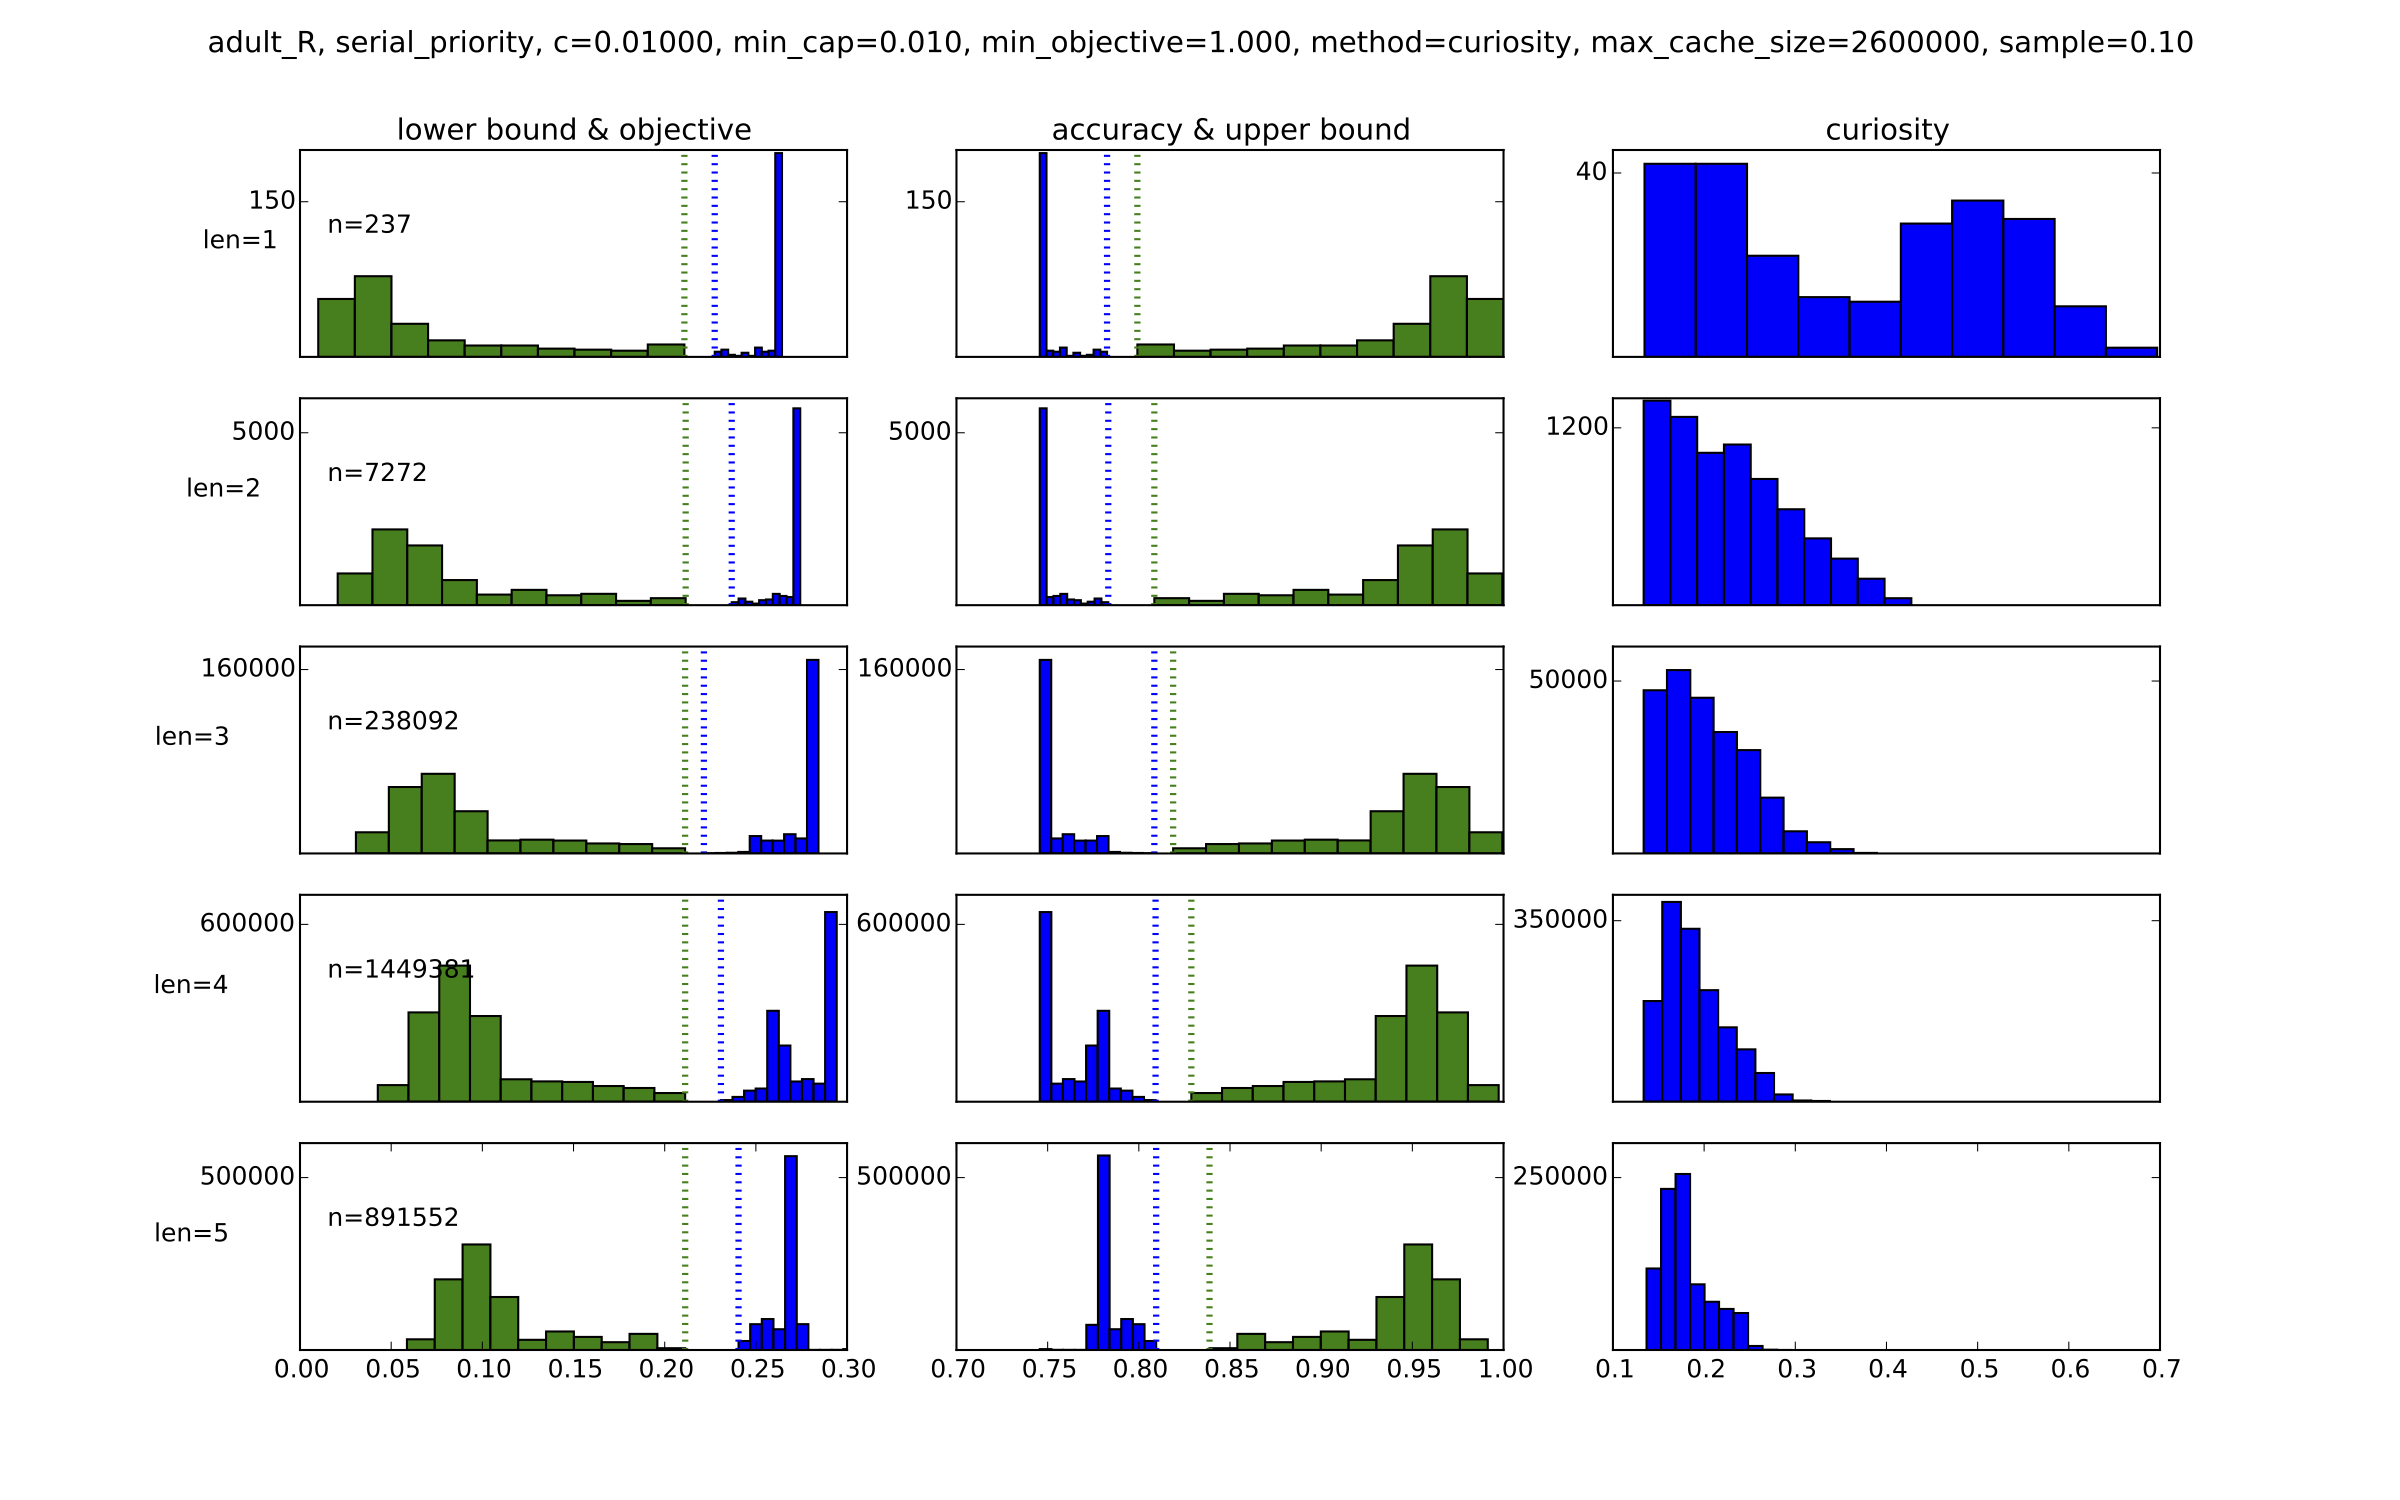 adult_R, serial_priority, c=0.01000, min_cap=0.010, min_objective=1.000, method=curiosity, max_cache_size=2600000, sample=0.10
lower bound & objective accuracy & upper bound curiosity
40
150 150
n=237
len=1
1200
5000 5000
n=7272
len=2
160000 160000 50000
n=238092
len=3
600000 600000 350000
n=1449381
len=4
500000 500000 250000
n=891552
len=5
0.00 0.05 0.10 0.15 0.20 0.25 0.30 0.70 0.75 0.80 0.85 0.90 0.95 1.00 0.1 0.2 0.3 0.4 0.5 0.6 0.7